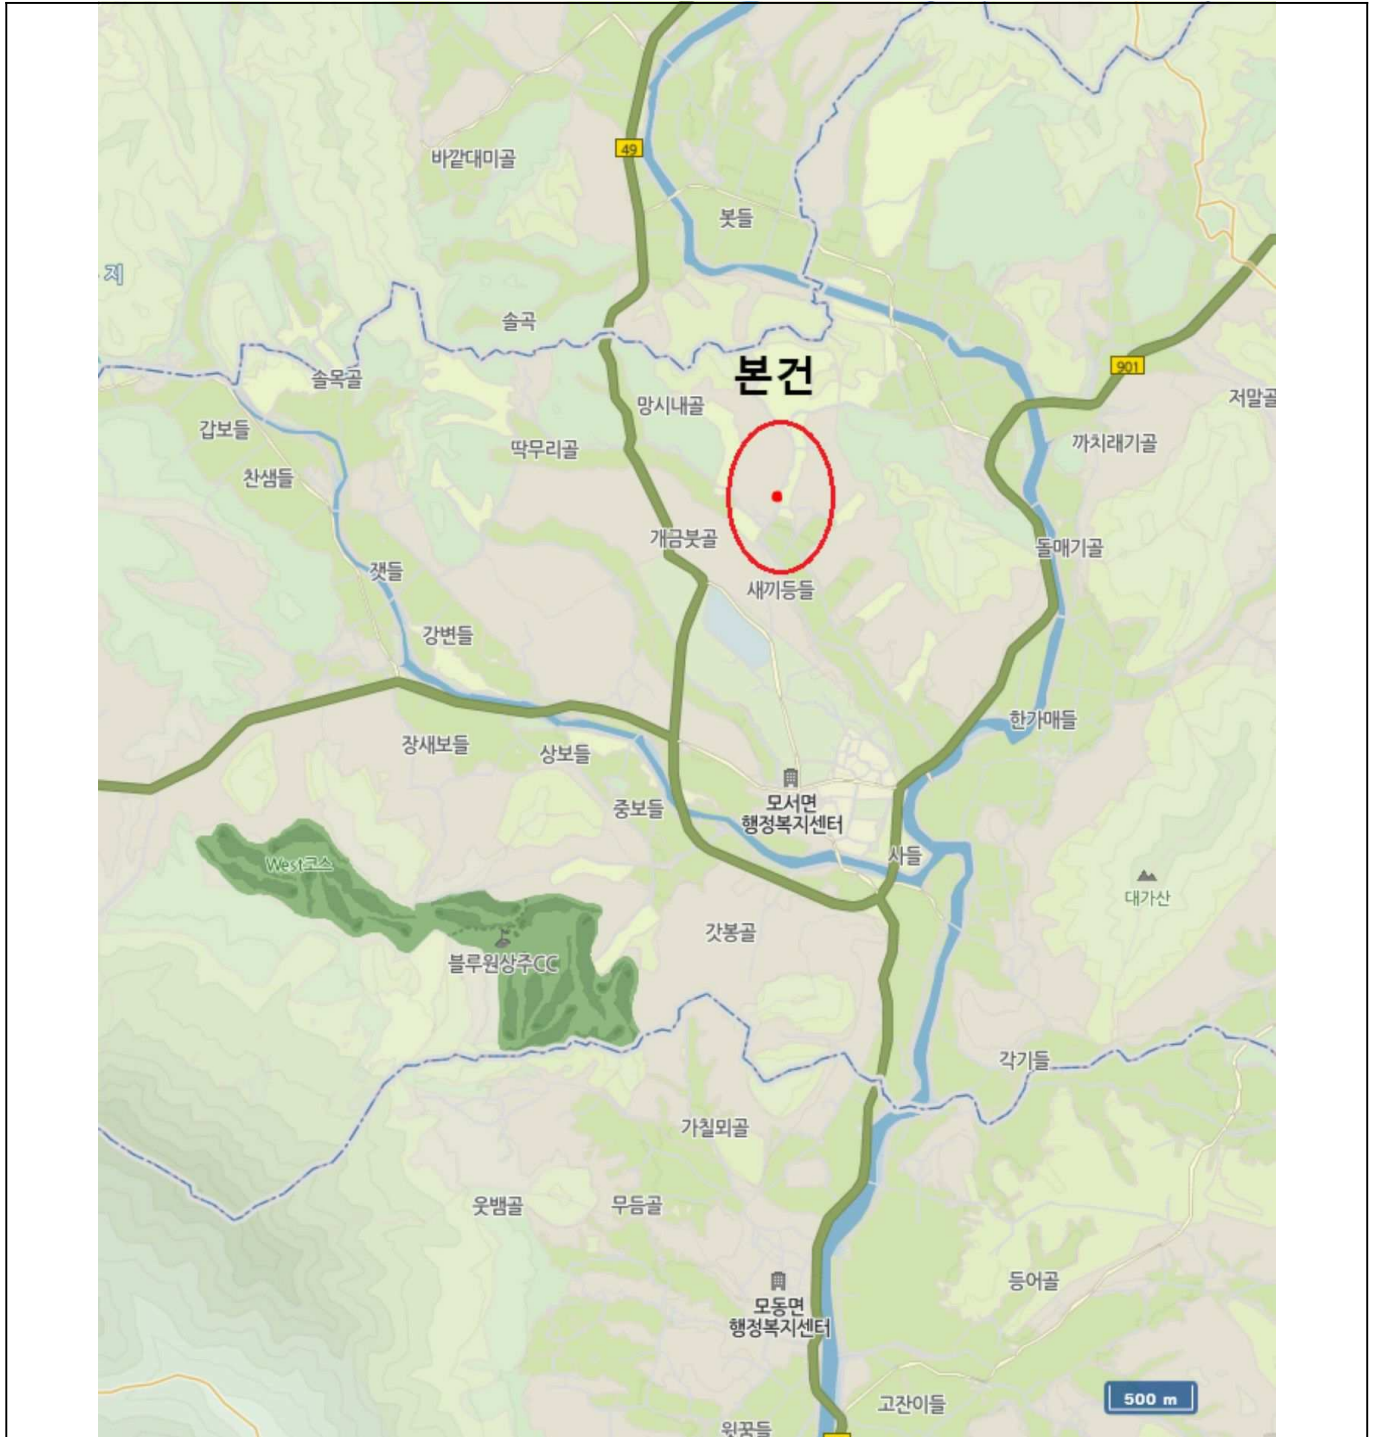 바깥대미골
49
봇들
지
솔곡
901
솔목골
본건
저말골
망시내골
갑보들
딱무리골
까치래기골
찬샘들
개금붓골
돌매기골
잿들
새끼등들
강변들
한가매들
장새보들
상보들
모서면
행정복지센터
중보들
사들
West코스
대가산
갓봉골
블루원상주CC
각기들
가칠뫼골
웃뱀골
무듬골
등어골
모동면
행정복지센터
500 m
고잔이들
윗꿈들